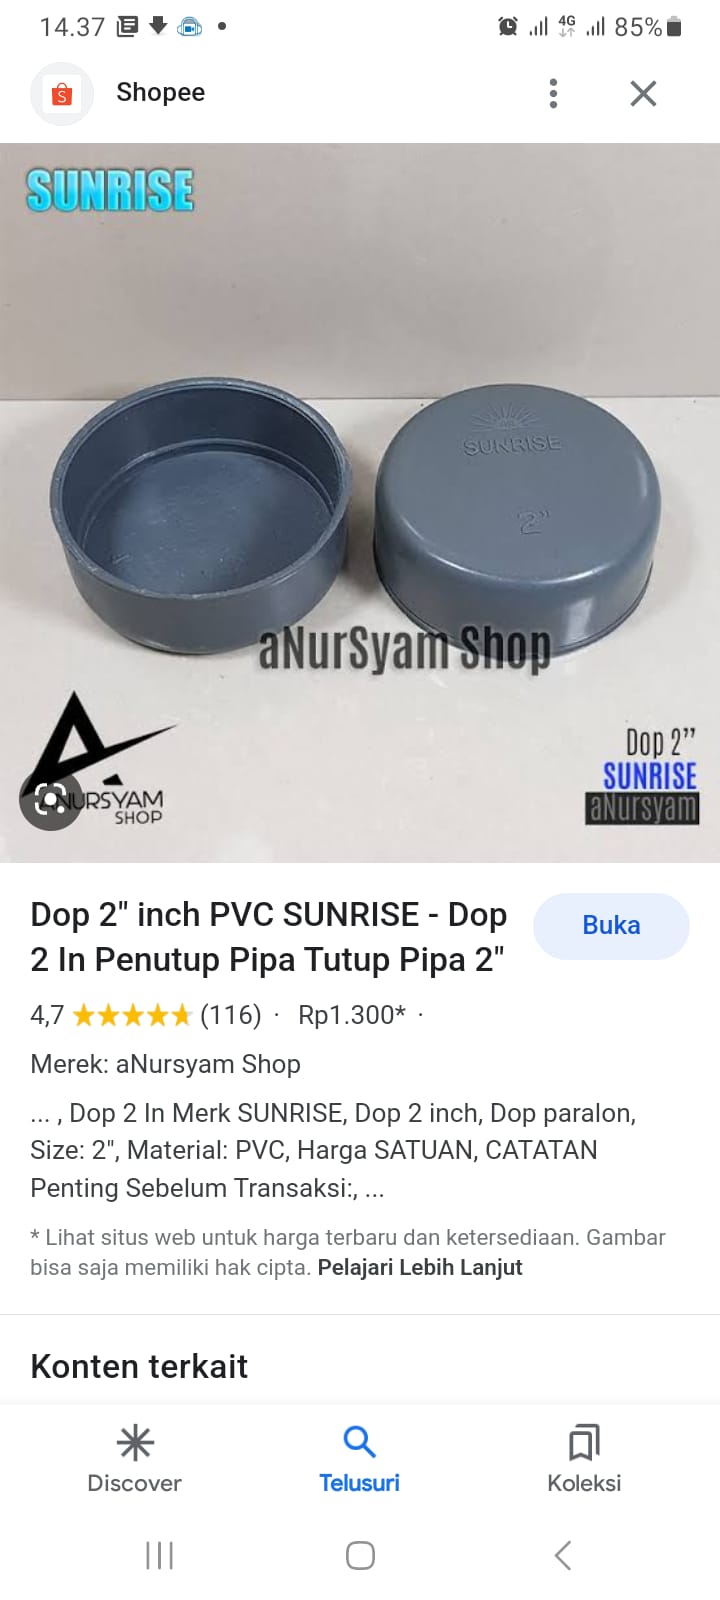 14.37
4G
85%
Shopee
SUNRISE
SUNRISE
2"
aNurSyam Shop
ANURSYAM
SHOP
Dop 2”
SUNRISE
aNursyam
Dop 2" inch PVC SUNRISE - Dop
2 In Penutup Pipa Tutup Pipa 2"
Buka
4,7 ★★★★★ (116) · Rp1.300* ·
Merek: aNursyam Shop
... , Dop 2 In Merk SUNRISE, Dop 2 inch, Dop paralon,
Size: 2", Material: PVC, Harga SATUAN, CATATAN
Penting Sebelum Transaksi:, ...
* Lihat situs web untuk harga terbaru dan ketersediaan. Gambar
bisa saja memiliki hak cipta. Pelajari Lebih Lanjut
Konten terkait
Discover
Telusuri
Koleksi